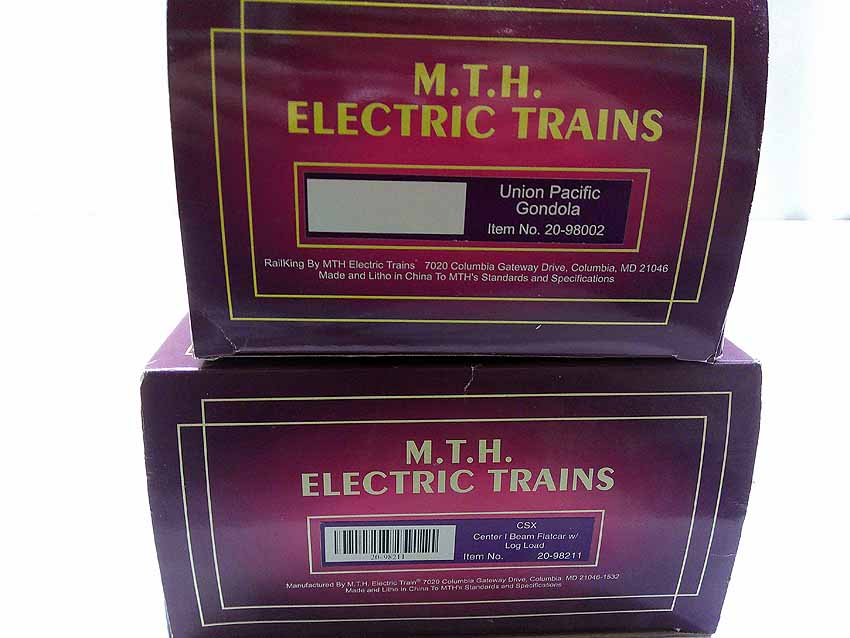 M.T.H.
ELECTRIC TRAINS
Union Pacific
Gondola
Item No. 20-98002
RailKing By MTH Electric Trains® 7020 Columbia Gateway Drive, Columbia, MD 21046
Made and Litho in China To MTH's Standards and Specifications
M.T.H.
ELECTRIC TRAINS
CSX
Center I Beam Flatcar w/
Log Load
Item No. 20-98211
20-98211
Manufactured By M.T.H. Electric Train® 7020 Columbia Gateway Drive, Columbia, MD 21046-1532
Made and Litho in China To MTH's Standards and Specifications